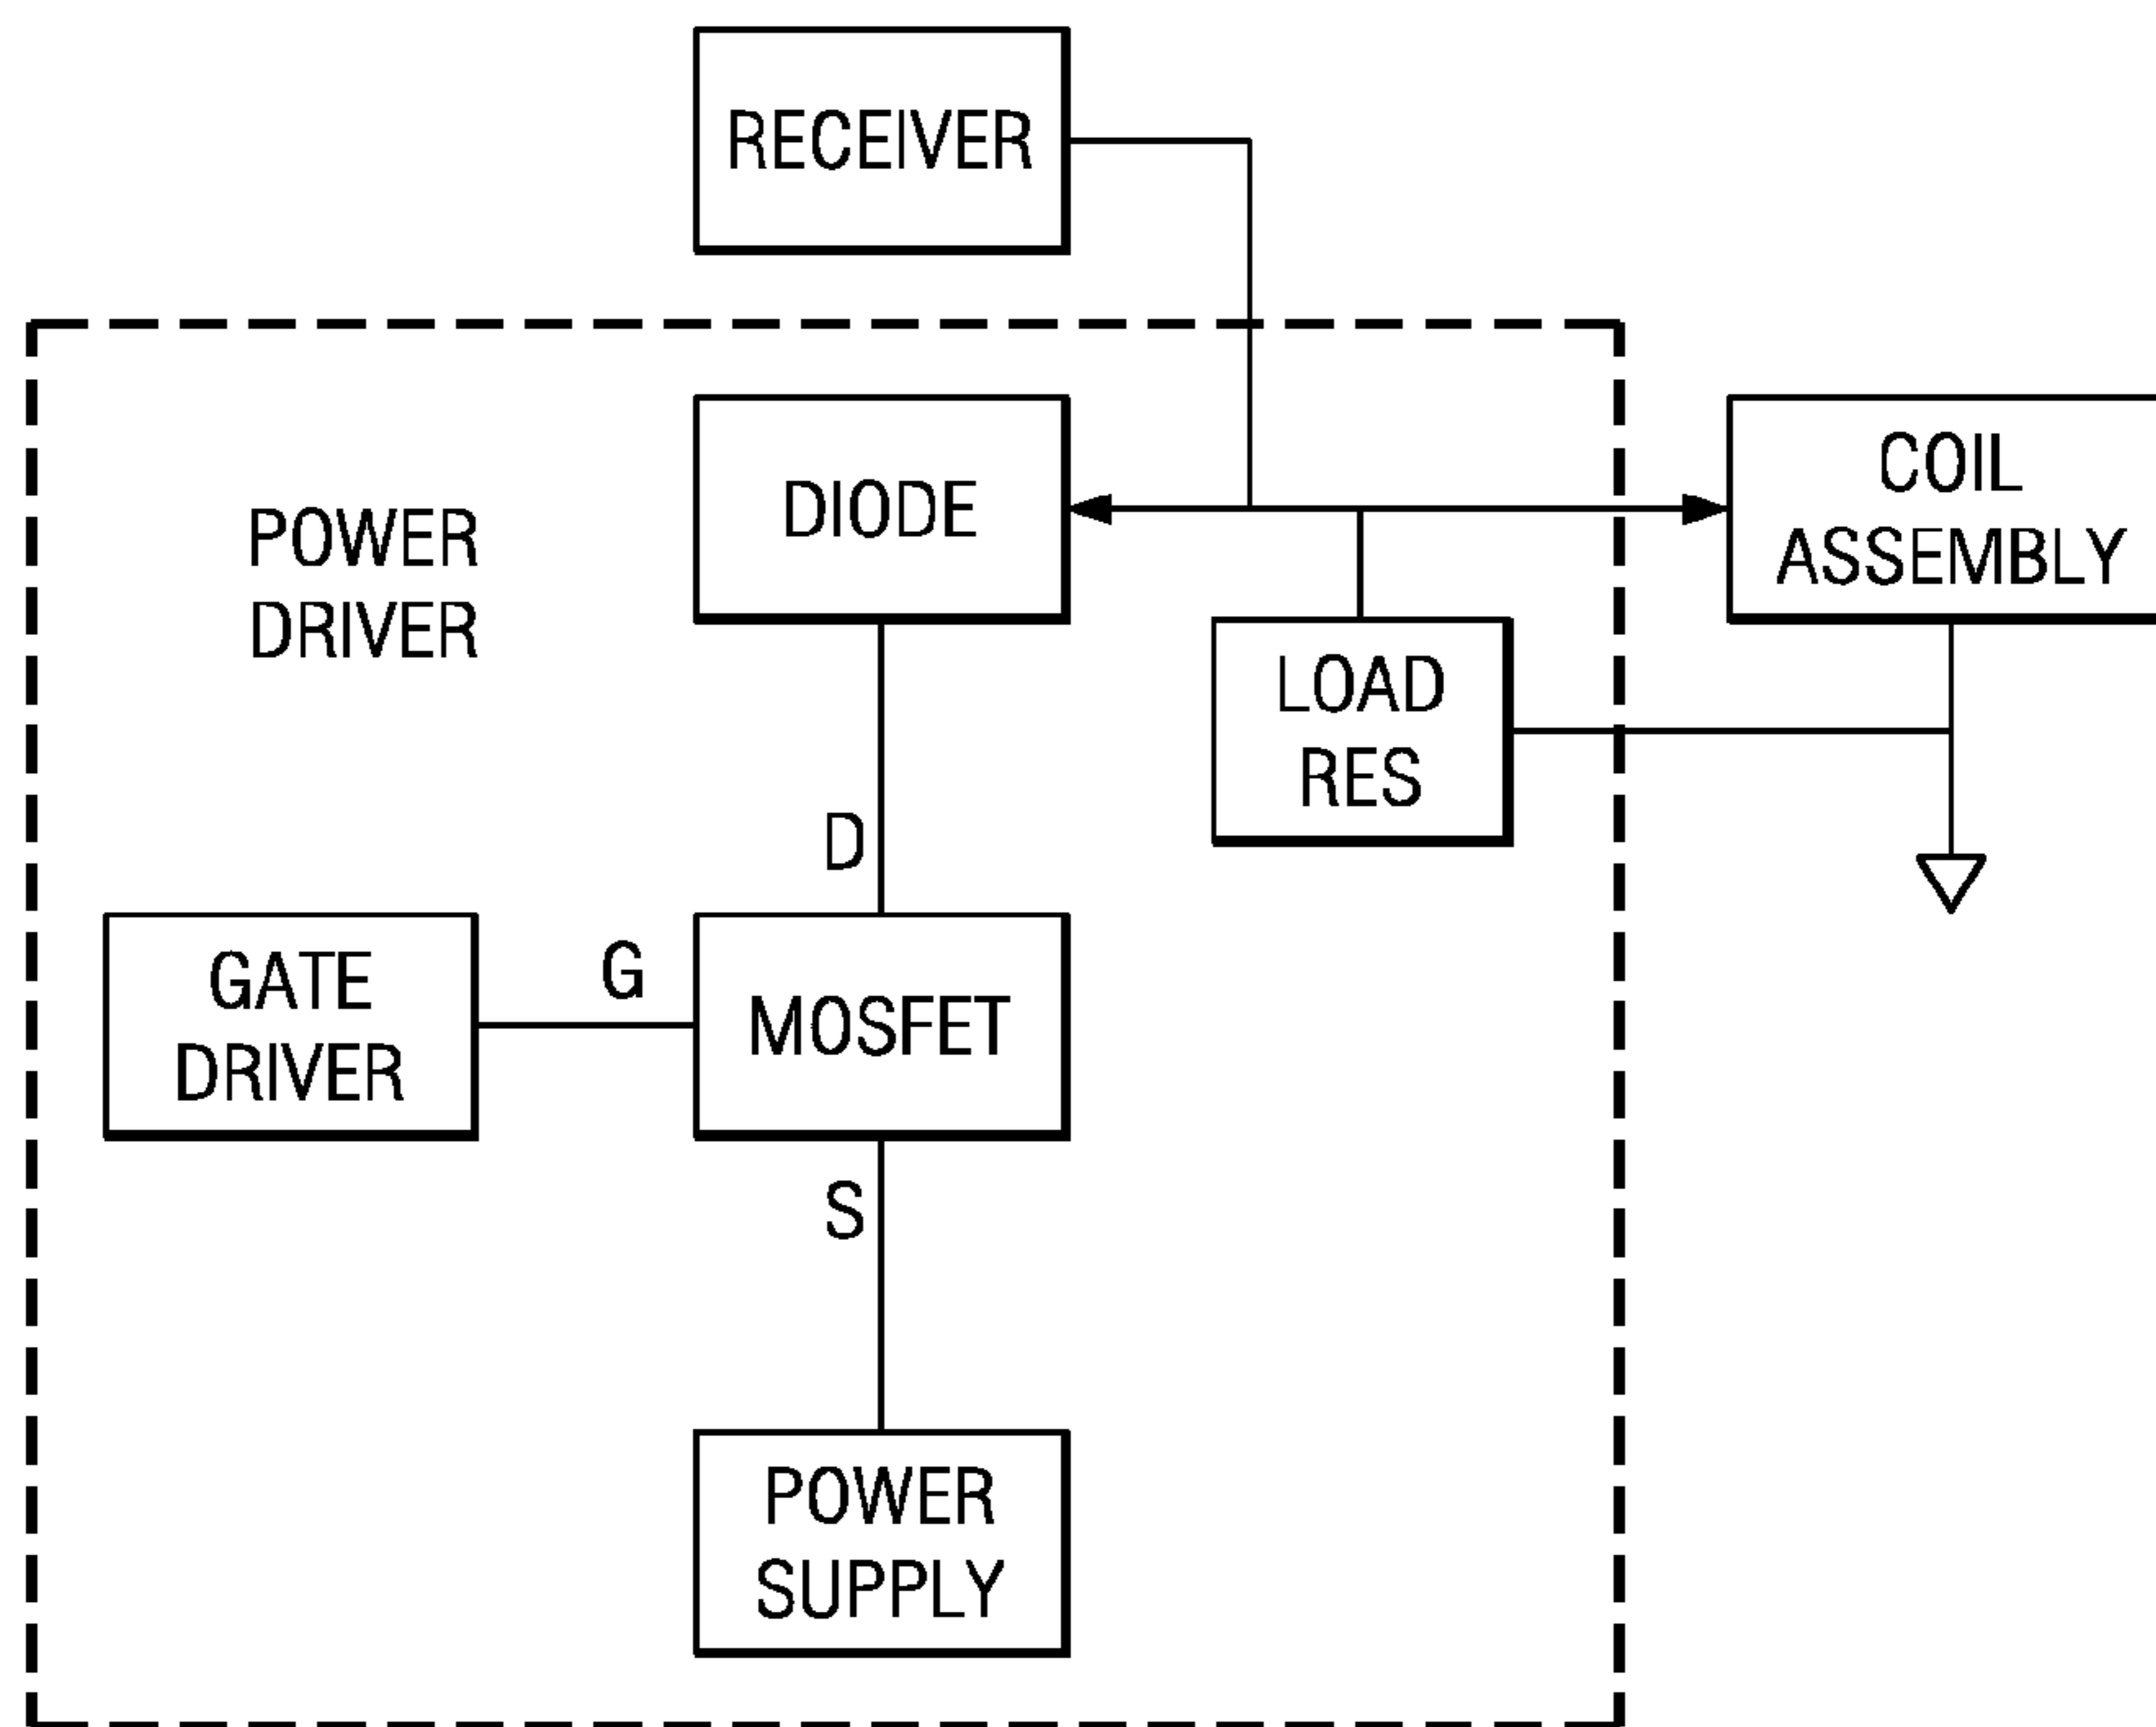 RECEIVER
DIODE
COIL
ASSEMBLY
POWER
DRIVER
LOAD
RES
D
GATE
DRIVER
G
MOSFET
S
POWER
SUPPLY